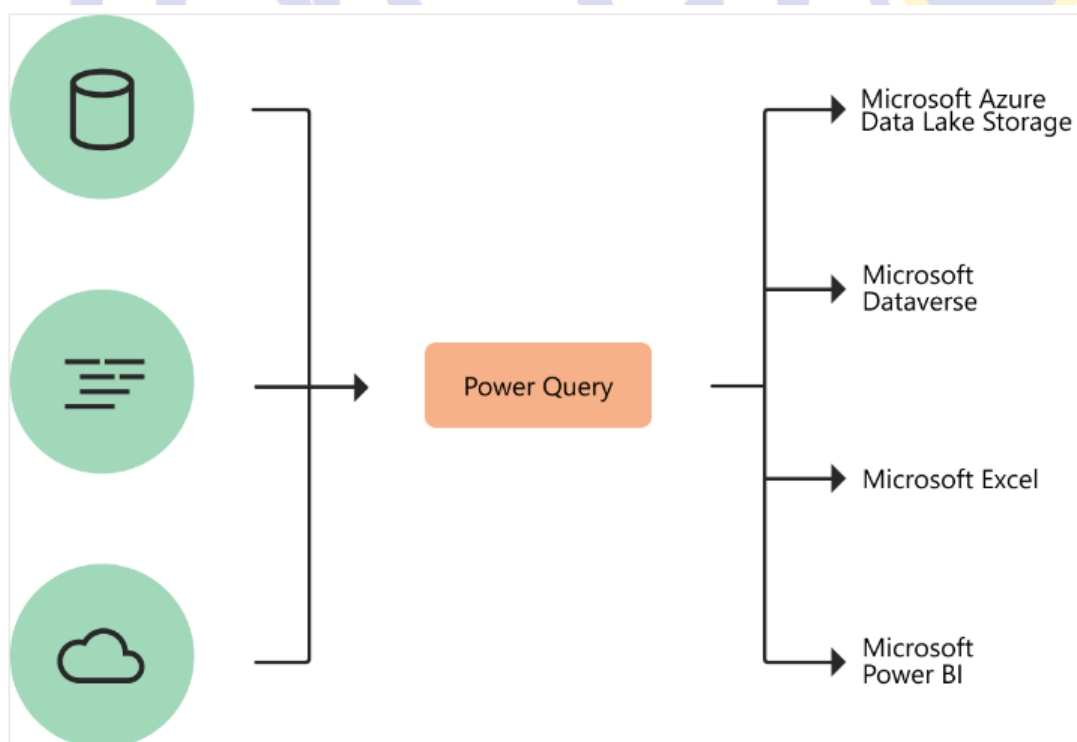 Microsoft Azure
Data Lake Storage
Microsoft
Dataverse
Power Query
Microsoft Excel
Microsoft
Power BI